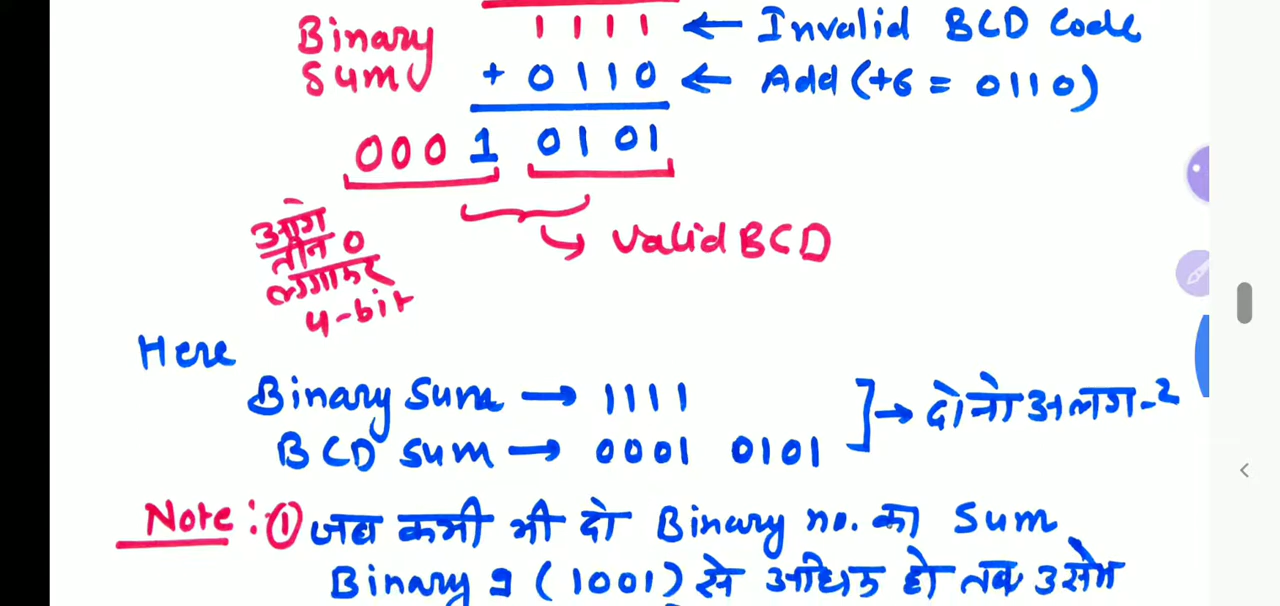 Binary 1111 ← Invalid BCD Code
Sum + 0110 ← Add (+6 = 0110)
0001 0101
→ Valid BCD
आगे
तीन 0
लगाकर
4-bit
Here
Binary Sum → 1111
BCD Sum → 0001 0101
] → दोनो अलग-2
Note: ① जब कभी भी दो Binary no. का Sum
Binary 9 (1001) से अधिक हो तब उसमे